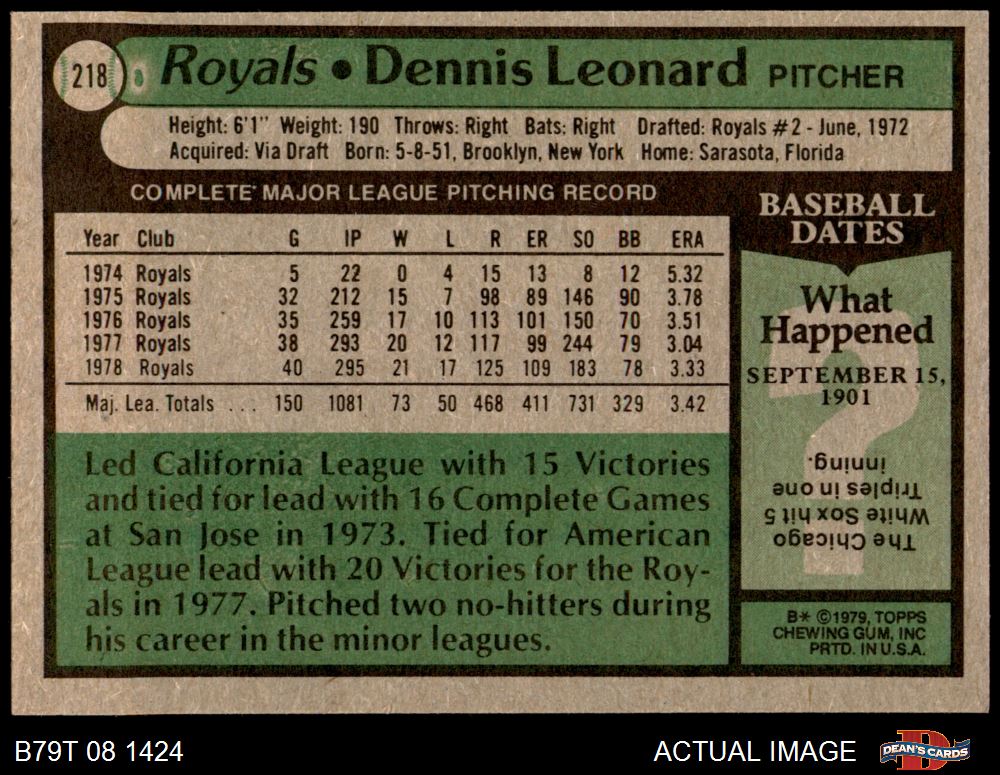 218 Royals • Dennis Leonard PITCHER
Height: 6'1" Weight: 190 Throws: Right Bats: Right Drafted: Royals #2 - June, 1972
Acquired: Via Draft Born: 5-8-51, Brooklyn, New York Home: Sarasota, Florida
COMPLETE MAJOR LEAGUE PITCHING RECORD
Year Club G IP W L R ER SO BB ERA
1974 Royals 5 22 0 4 15 13 8 12 5.32
1975 Royals 32 212 15 7 98 89 146 90 3.78
1976 Royals 35 259 17 10 113 101 150 70 3.51
1977 Royals 38 293 20 12 117 99 244 79 3.04
1978 Royals 40 295 21 17 125 109 183 78 3.33
Maj. Lea. Totals ... 150 1081 73 50 468 411 731 329 3.42
Led California League with 15 Victories
and tied for lead with 16 Complete Games
at San Jose in 1973. Tied for American
League lead with 20 Victories for the Roy-
als in 1977. Pitched two no-hitters during
his career in the minor leagues.
BASEBALL
DATES
What
Happened
SEPTEMBER 15,
1901
The Chicago
White Sox hit 5
Triples in one
inning.
B* ©1979, TOPPS
CHEWING GUM, INC
PRTD. IN U.S.A.
B79T 08 1424
ACTUAL IMAGE
DEAN'S CARDS